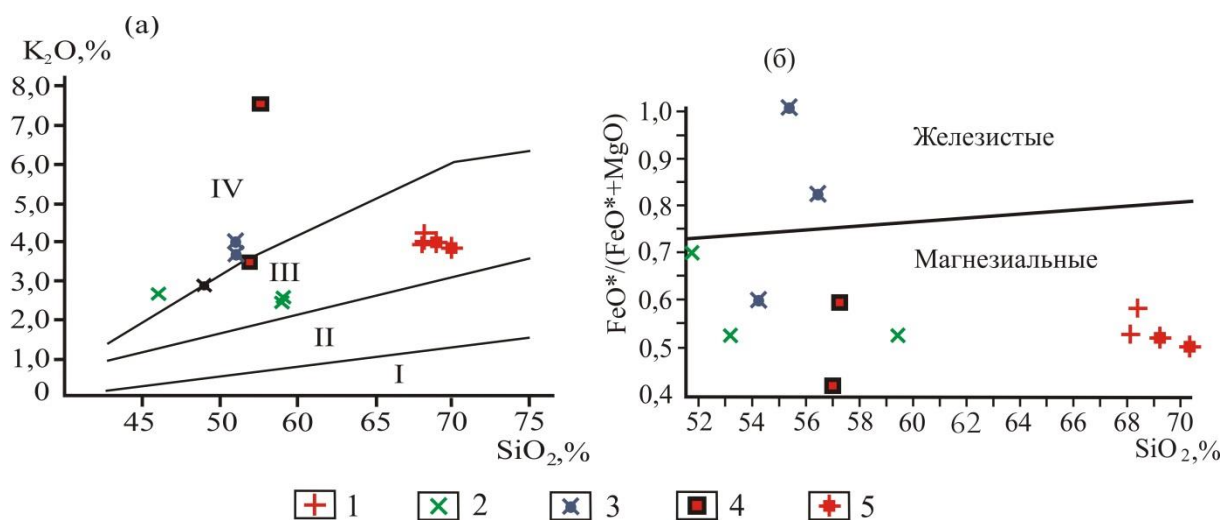 (а)
K₂O,%
8,0
7,0
6,0
5,0
4,0
3,0
2,0
1,0
0
IV
III
II
I
45 51 60 65 70 75
SiO₂,%
(б)
FeO*/(FeO*+MgO)
1,0
0,9
0,8
0,7
0,6
0,5
0,4
Железистые
Магнезиальные
52 54 56 58 60 62 64 66 68 70
SiO₂,%
1 2 3 4 5